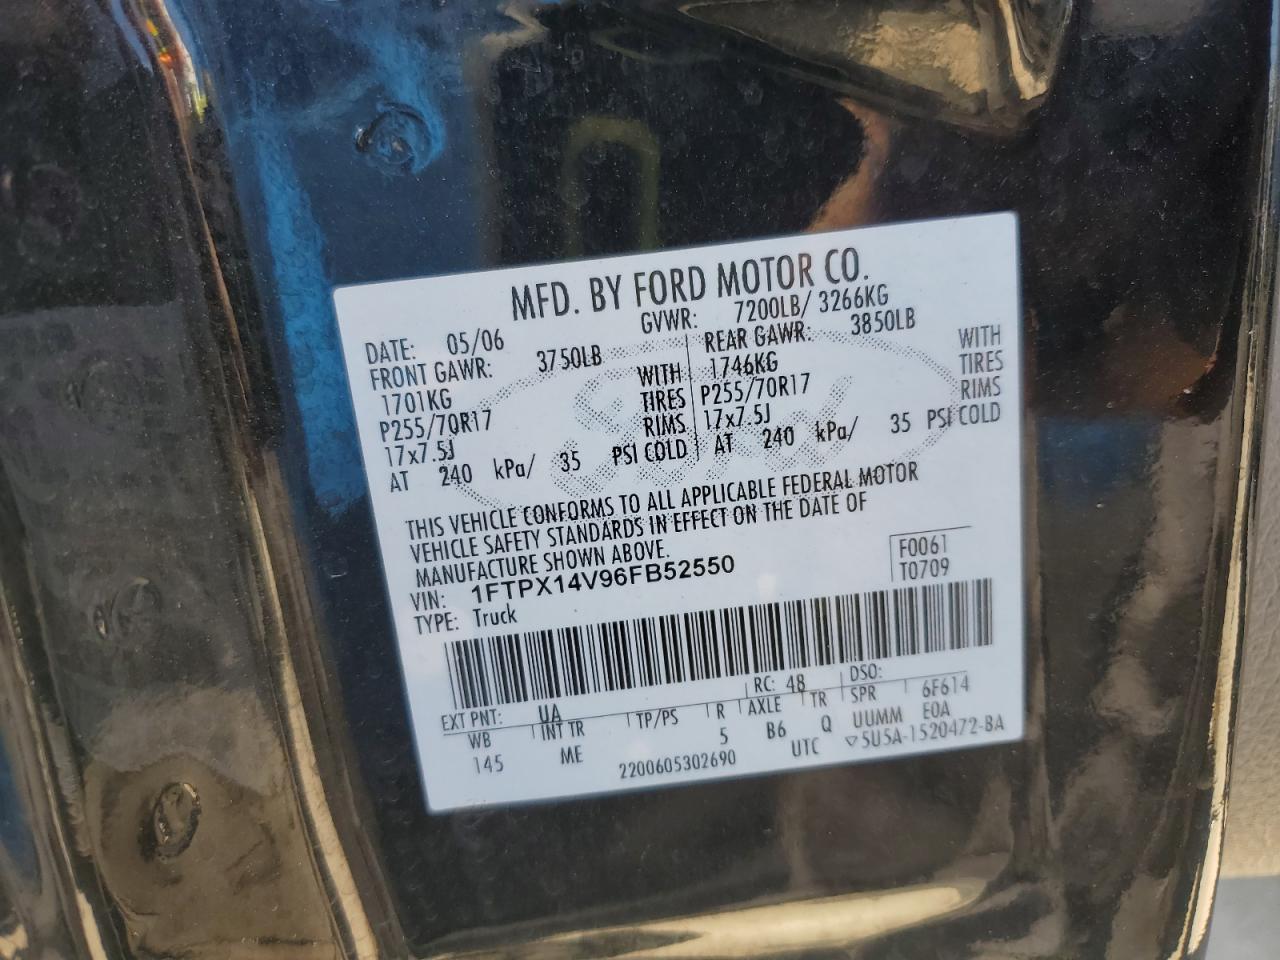 MFD. BY FORD MOTOR CO.
DATE: 05/06 GVWR: 7200LB/ 3266KG
FRONT GAWR: 3750LB REAR GAWR: 3850LB
1701KG WITH 1746KG WITH
P255/70R17 TIRES P255/70R17 TIRES
17x7.5J RIMS 17x7.5J RIMS
AT 240 kPa/ 35 PSI COLD AT 240 kPa/ 35 PSI COLD
THIS VEHICLE CONFORMS TO ALL APPLICABLE FEDERAL MOTOR
VEHICLE SAFETY STANDARDS IN EFFECT ON THE DATE OF
MANUFACTURE SHOWN ABOVE.
VIN: 1FTPX14V96FB52550 F0061
TYPE: Truck T0709
EXT PNT: UA RC: 48 DSO:
WB INT TR TP/PS R AXLE TR SPR 6F614
145 ME 5 B6 Q UUMM E0A
2200605302690 UTC ▽5U5A-1520472-BA